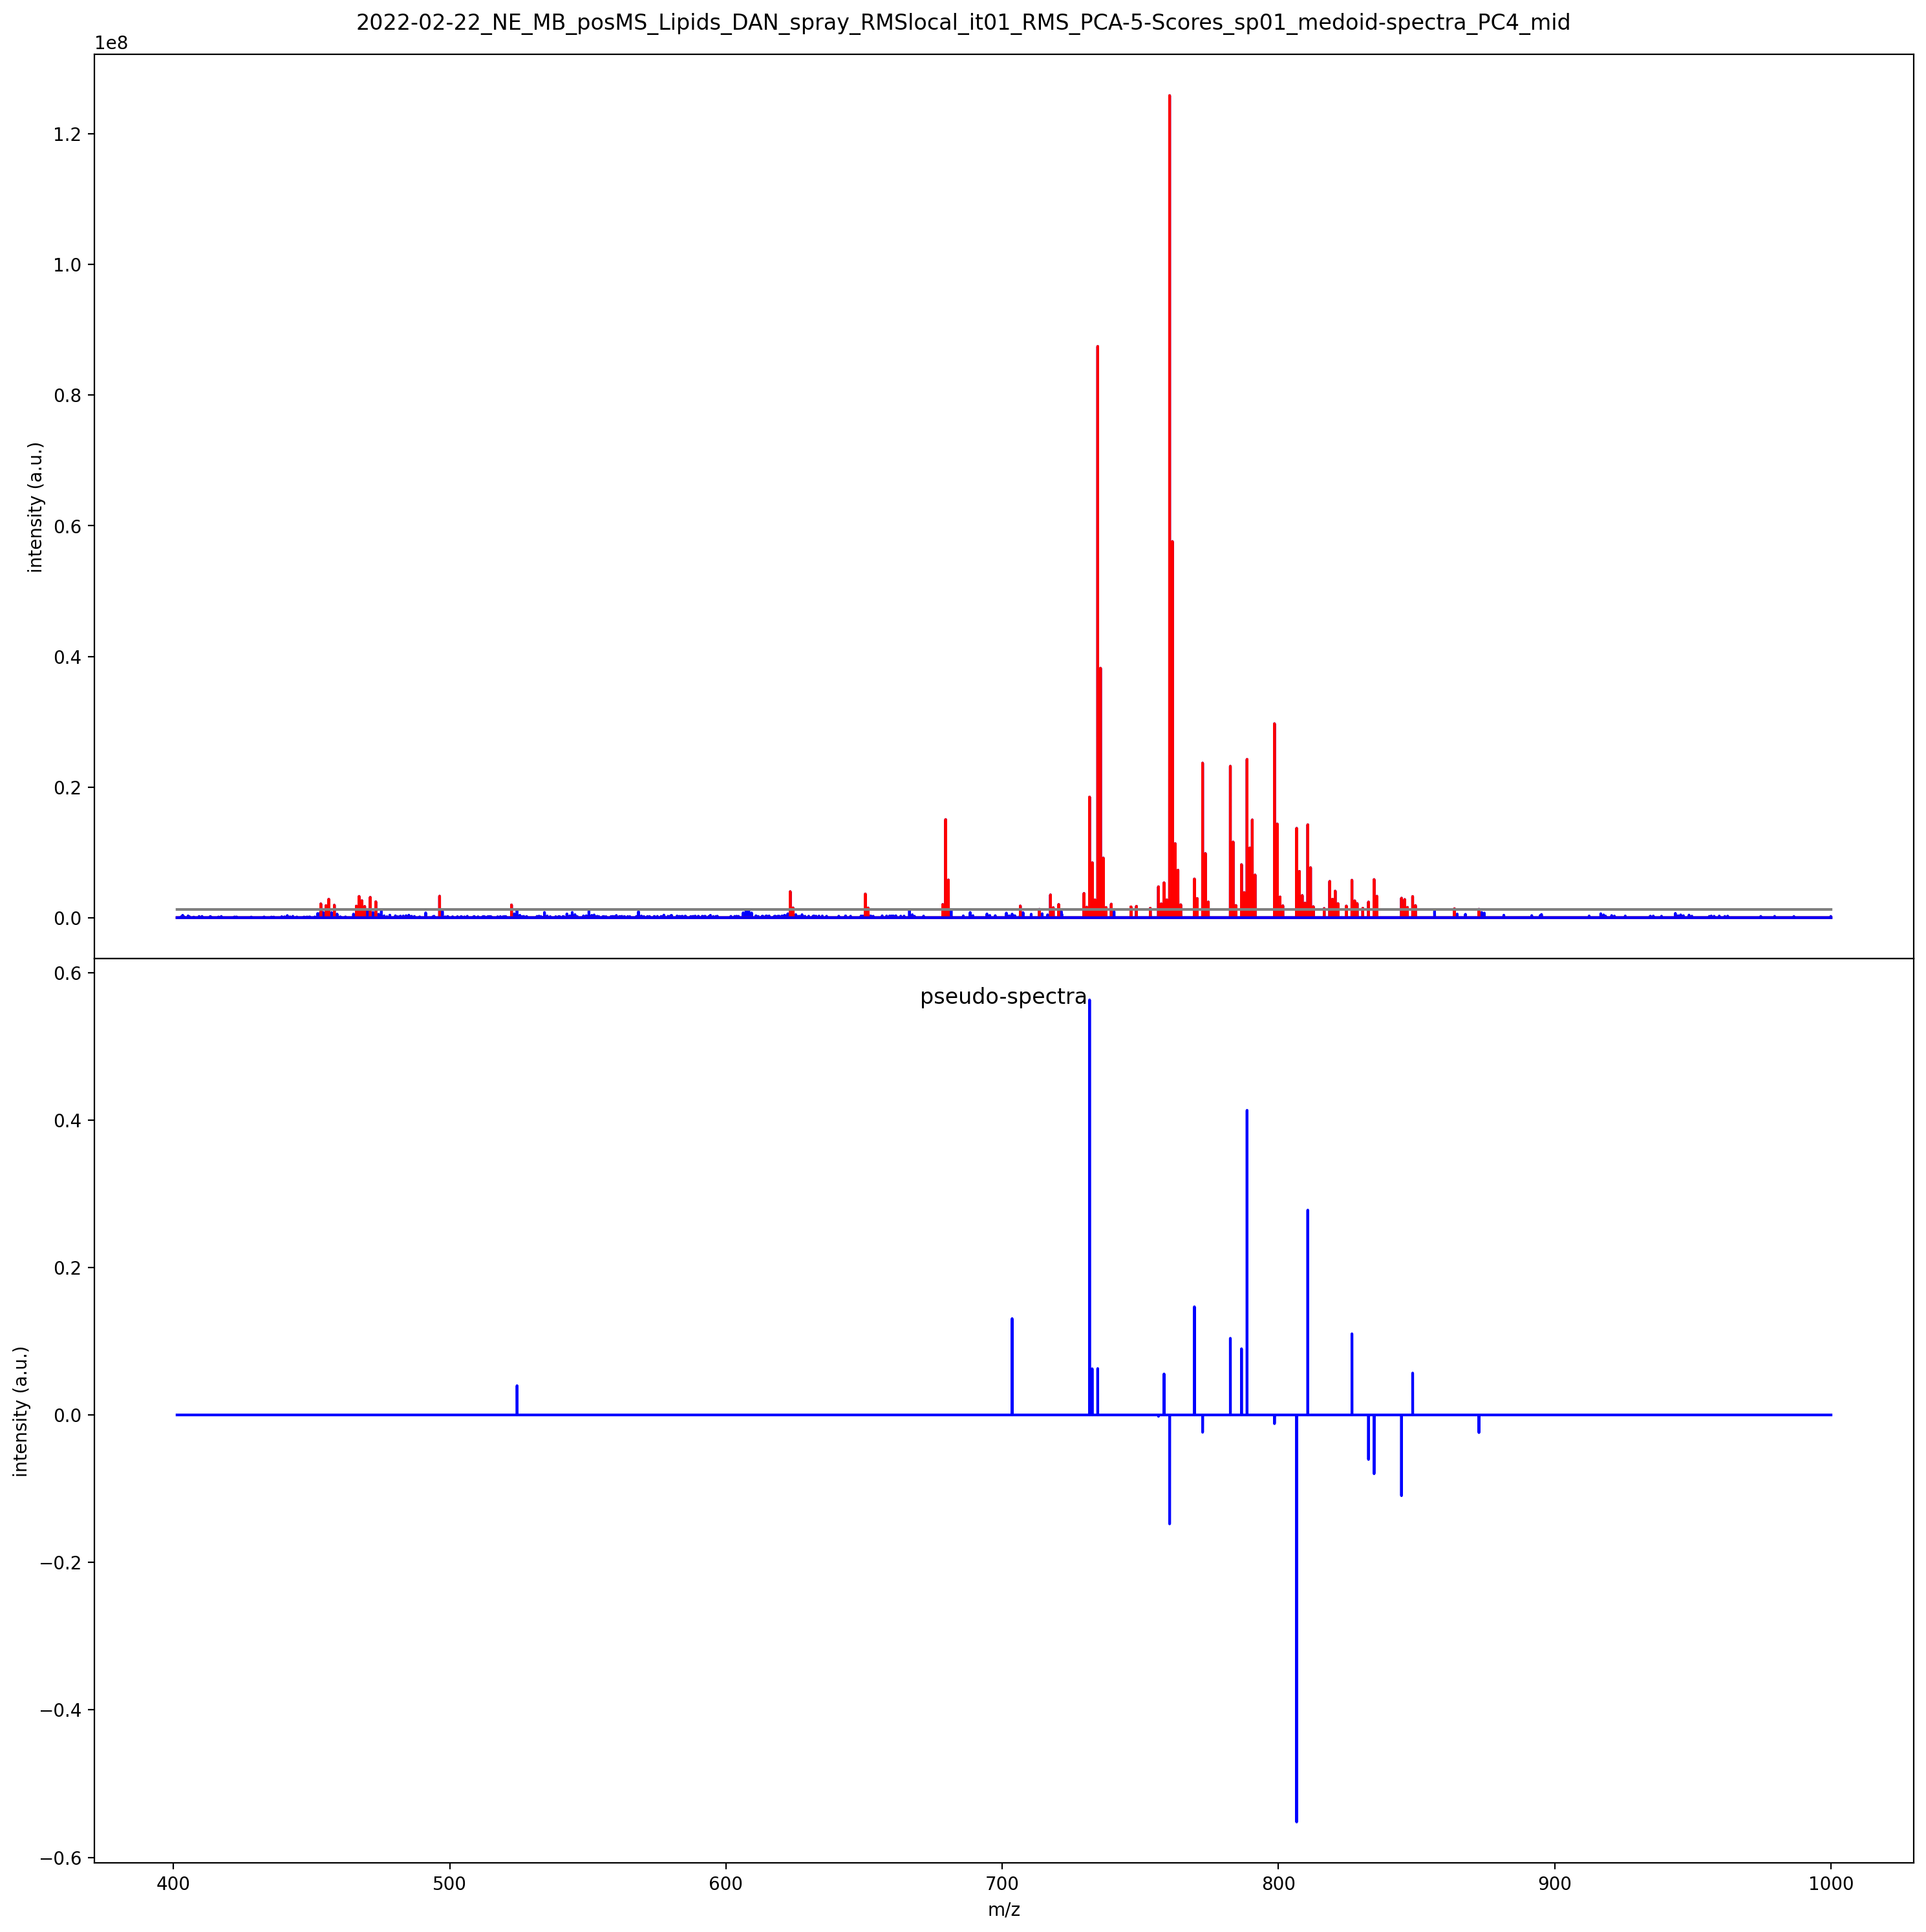 2022-02-22_NE_MB_posMS_Lipids_DAN_spray_RMSlocal_it01_RMS_PCA-5-Scores_sp01_medoid-spectra_PC4_mid
1e8
1.2
1.0
0.8
0.6
0.4
0.2
0.0
intensity (a.u.)
pseudo-spectra
0.6
0.4
0.2
0.0
−0.2
−0.4
−0.6
intensity (a.u.)
400 500 600 700 800 900 1000
m/z